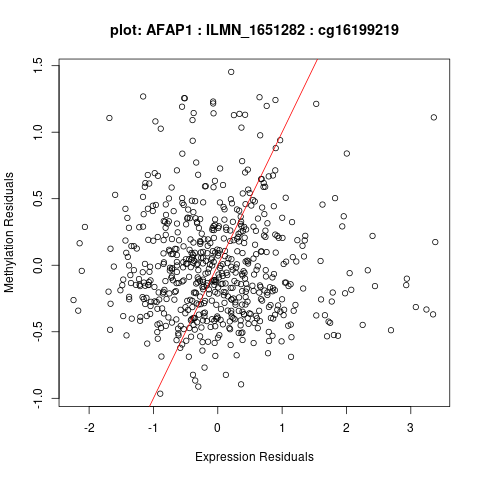 plot: AFAP1 : ILMN_1651282 : cg16199219
Methylation Residuals
1.5
1.0
0.5
0.0
-0.5
-1.0
-2 -1 0 1 2 3
Expression Residuals